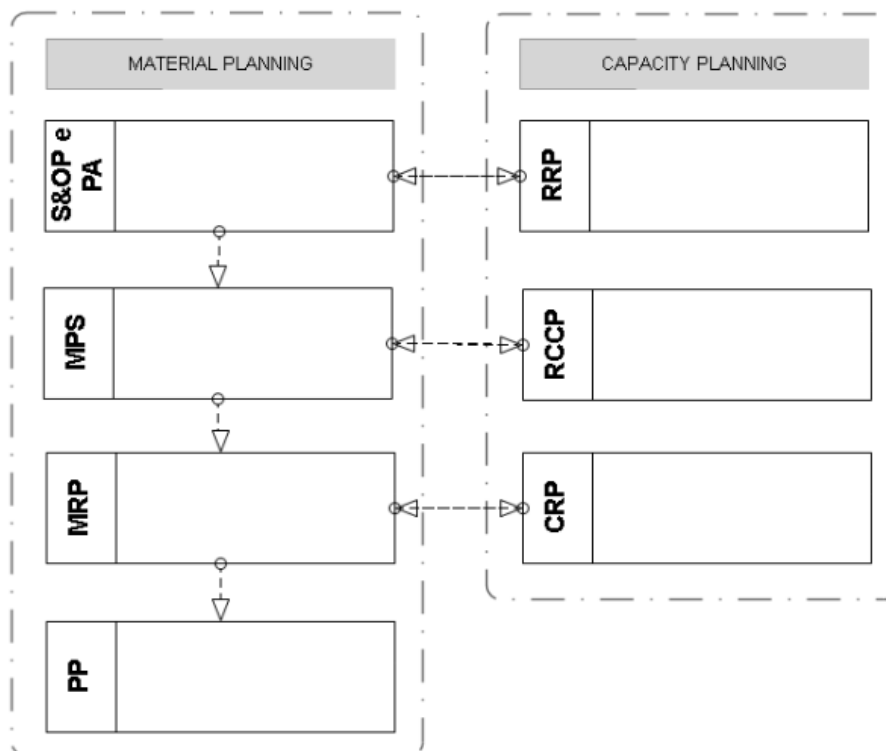 MATERIAL PLANNING
CAPACITY PLANNING
S&OP e
PA
RRP
MPS
RCCP
MRP
CRP
PP